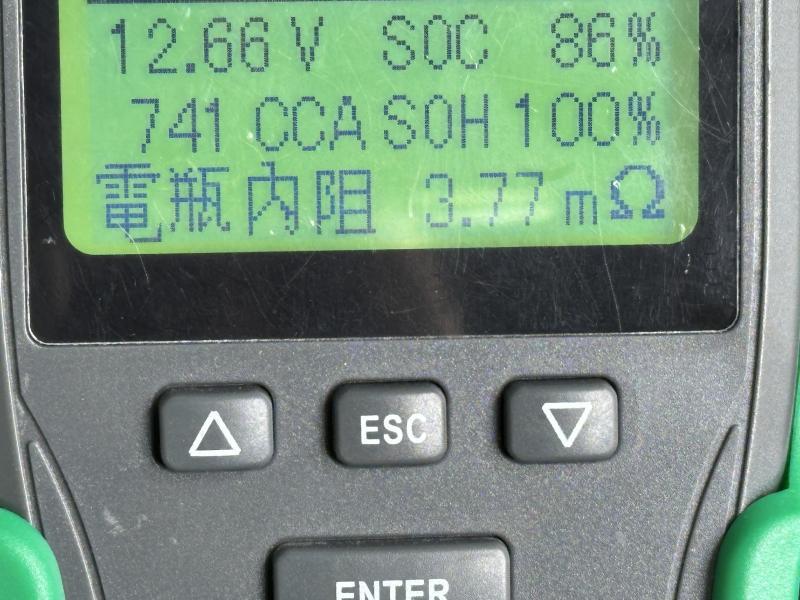 12.66 V SOC 86%
741 CCA SOH 100%
電瓶內阻 3.77 mΩ
ESC
ENTER